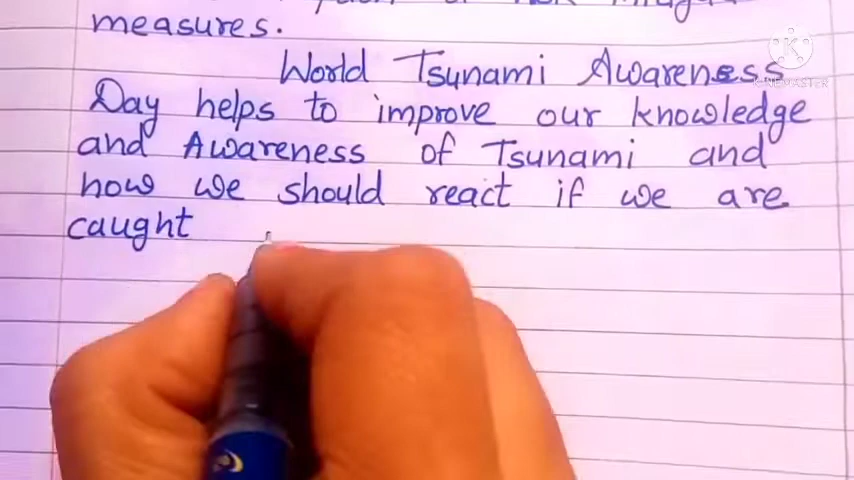 measures.
World Tsunami Awareness
Day helps to improve our knowledge
and Awareness of Tsunami and
how we should react if we are
caught
KINEMASTER